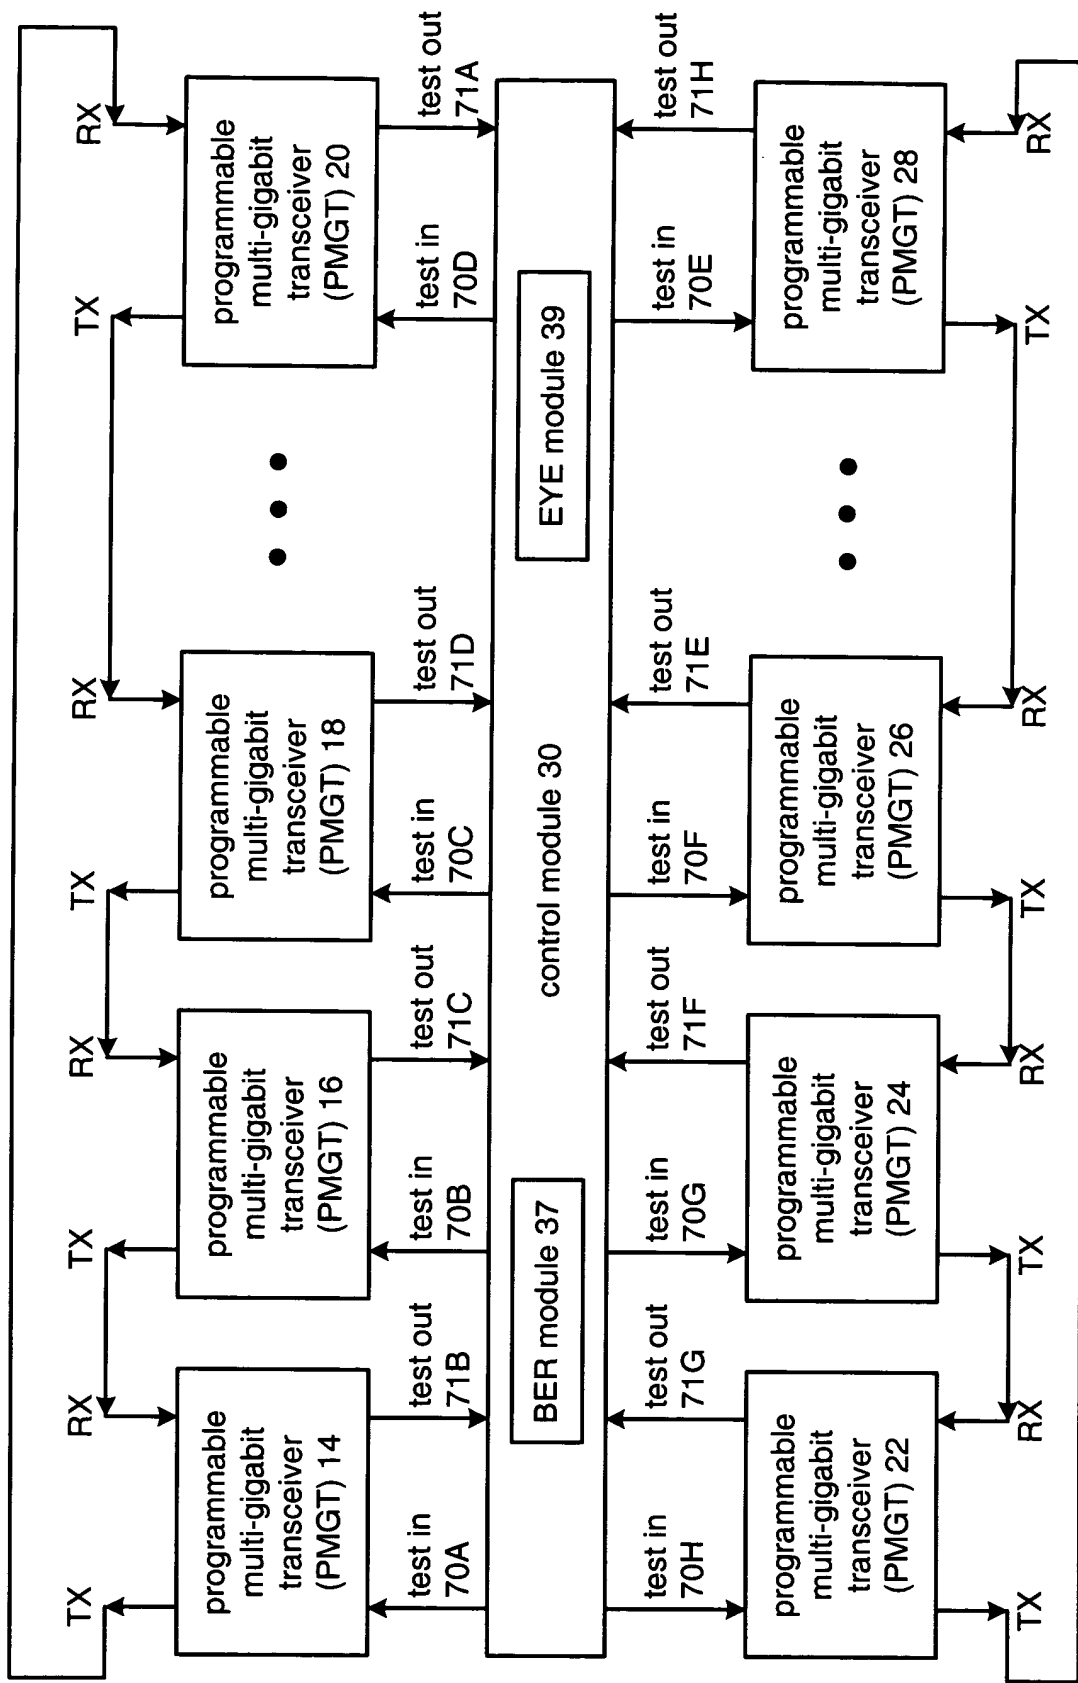 TX
RX
TX
RX
TX
RX
TX
RX
programmable
multi-gigabit
transceiver
(PMGT) 14
programmable
multi-gigabit
transceiver
(PMGT) 16
programmable
multi-gigabit
transceiver
(PMGT) 18
programmable
multi-gigabit
transceiver
(PMGT) 20
test in
70A
test out
71B
test in
70B
test out
71C
test in
70C
test out
71D
test in
70D
test out
71A
BER module 37
control module 30
EYE module 39
test in
70H
test out
71G
test in
70G
test out
71F
test in
70F
test out
71E
test in
70E
test out
71H
programmable
multi-gigabit
transceiver
(PMGT) 22
programmable
multi-gigabit
transceiver
(PMGT) 24
programmable
multi-gigabit
transceiver
(PMGT) 26
programmable
multi-gigabit
transceiver
(PMGT) 28
TX
RX
TX
RX
TX
RX
TX
RX